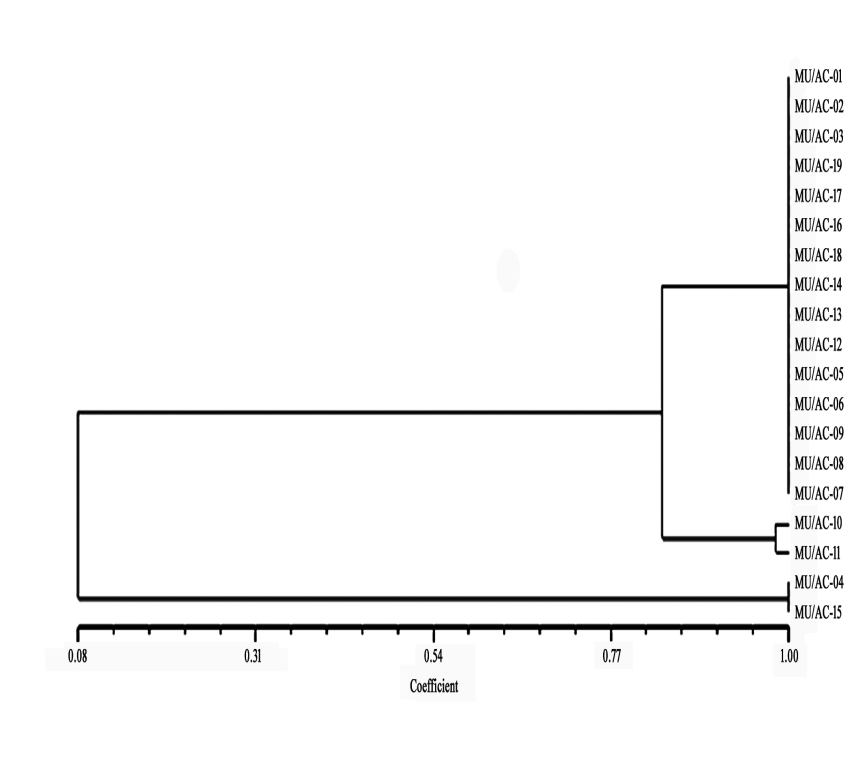 MU/AC-01
MU/AC-02
MU/AC-03
MU/AC-19
MU/AC-17
MU/AC-16
MU/AC-18
MU/AC-14
MU/AC-13
MU/AC-12
MU/AC-05
MU/AC-06
MU/AC-09
MU/AC-08
MU/AC-07
MU/AC-10
MU/AC-11
MU/AC-04
MU/AC-15
0.08 0.31 0.54 0.77 1.00
Coefficient